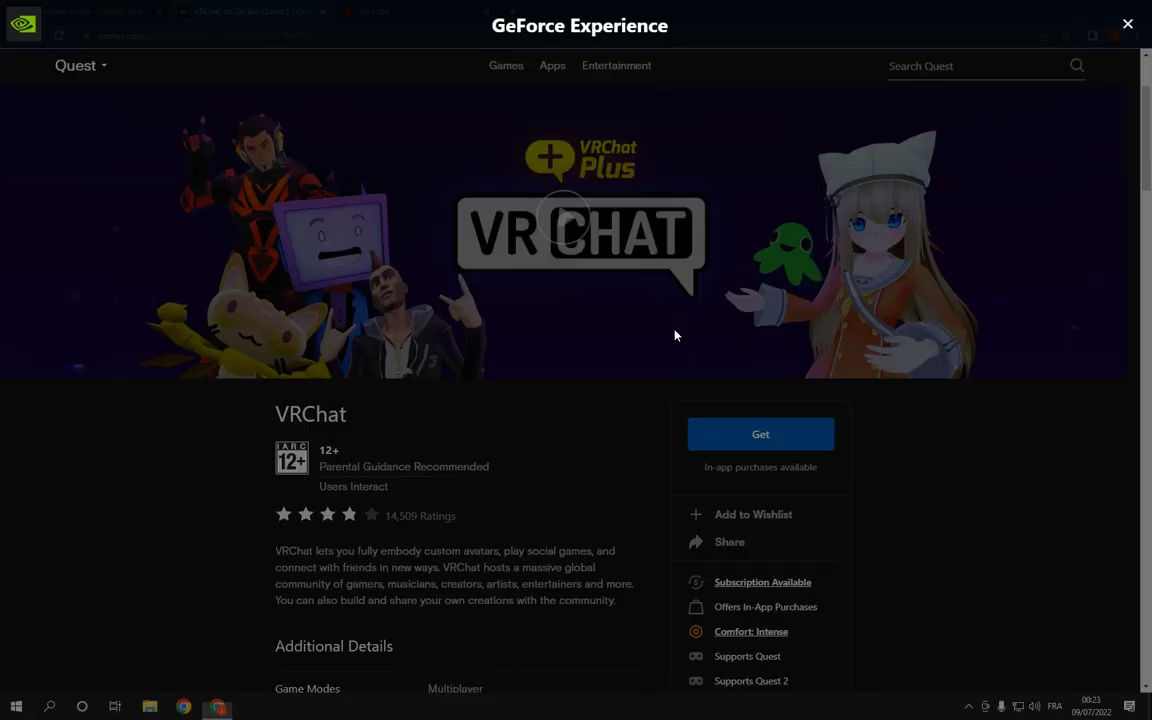 GeForce Experience
Quest
Games
Apps
Entertainment
Search Quest
VRChat
Plus
VRCHAT
VRChat
IARC
12+
12+
Parental Guidance Recommended
Users Interact
14,509 Ratings
Get
In-app purchases available
Add to Wishlist
Share
VRChat lets you fully embody custom avatars, play social games, and
connect with friends in new ways. VRChat hosts a massive global
community of gamers, musicians, creators, artists, entertainers and more.
You can also build and share your own creations with the community.
Subscription Available
Offers In-App Purchases
Comfort: Intense
Supports Quest
Supports Quest 2
Additional Details
Game Modes
Multiplayer
FRA
00:23
09/07/2022